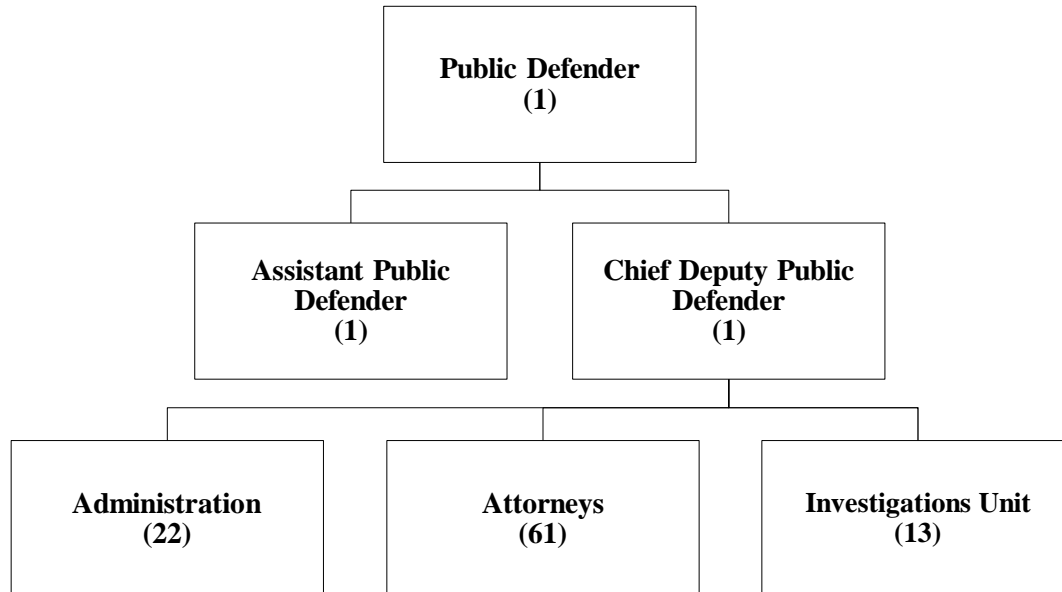 Public Defender
(1)
Assistant Public
Defender
(1)
Chief Deputy Public
Defender
(1)
Administration
(22)
Attorneys
(61)
Investigations Unit
(13)